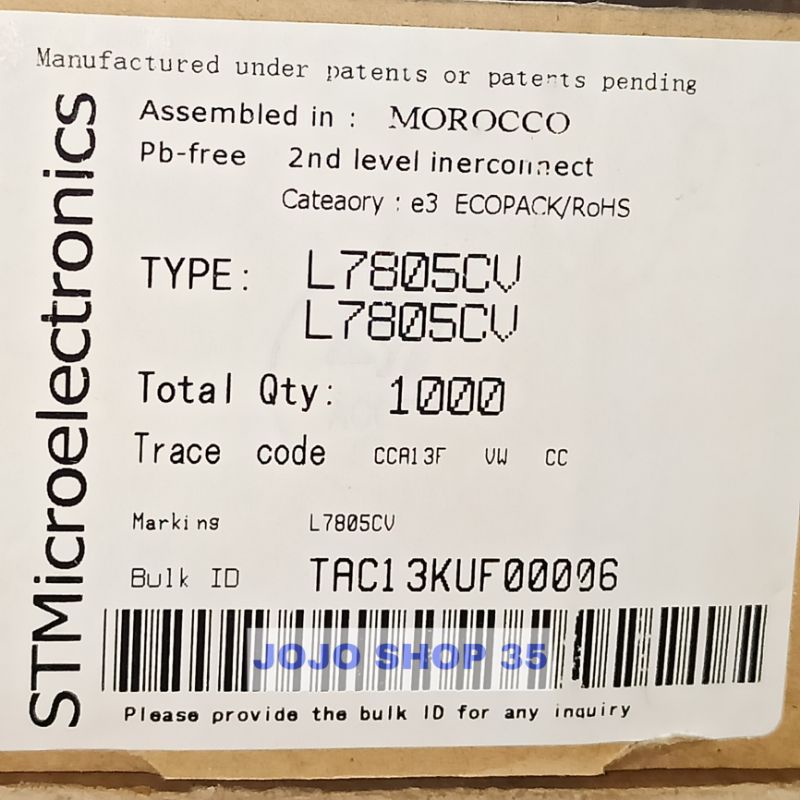 Manufactured under patents or patents pending
STMicroelectronics
Assembled in : MOROCCO
Pb-free 2nd level inerconnect
Cateaory : e3 ECOPACK/RoHS
TYPE: L7805CV
L7805CV
Total Qty: 1000
Trace code CCA13F VW CC
Marking L7805CV
Bulk ID TAC13KUF00096
JOJO SHOP 35
Please provide the bulk ID for any inquiry